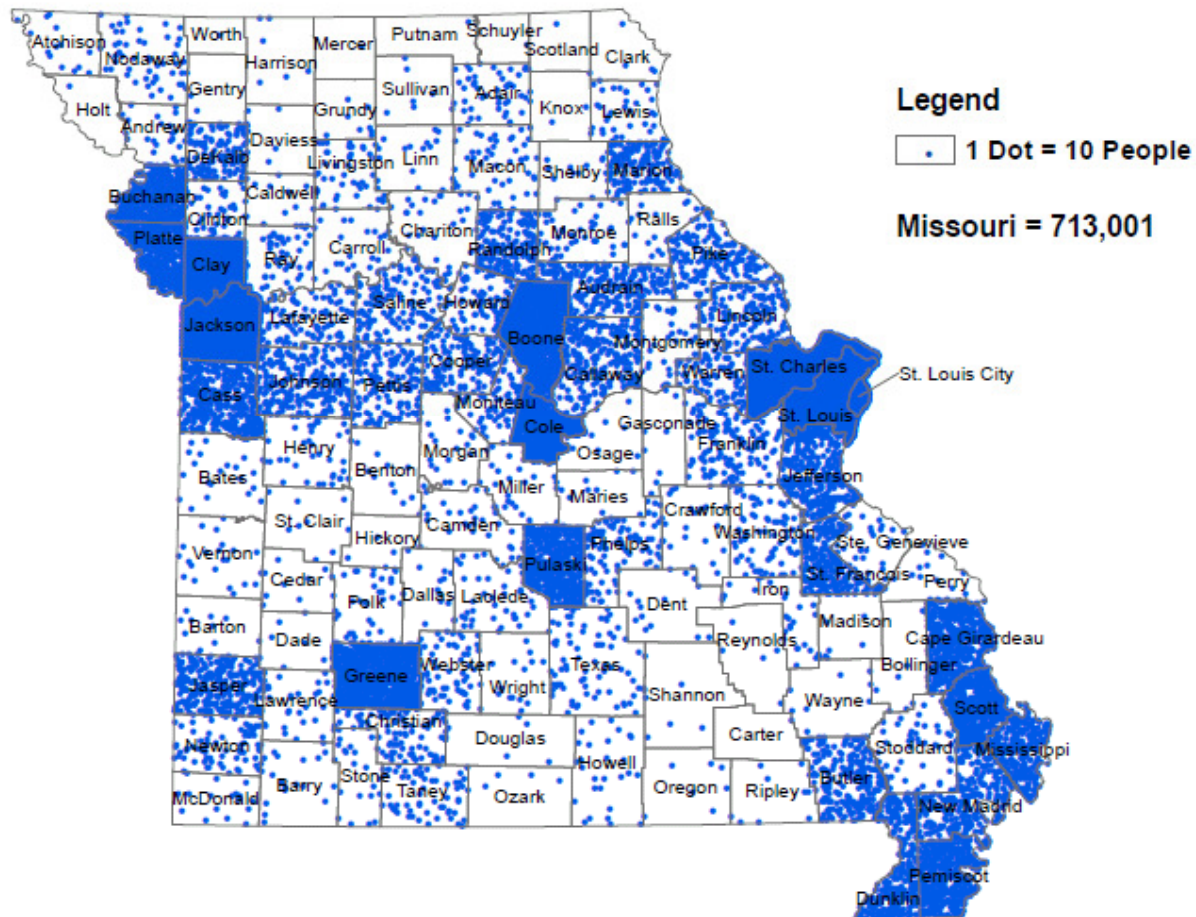 Atchison
Nodaway
Worth
Harrison
Mercer
Putnam
Schuyler
Scotland
Clark
Gentry
Sullivan
Adair
Knox
Lewis
Holt
Andrew
Grundy
DeKalb
Daviess
Livingston
Linn
Macon
Shelby
Marion
Buchanan
Clinton
Caldwell
Chariton
Ralls
Platte
Ray
Carroll
Randolph
Monroe
Pike
Clay
Audrain
Saline
Howard
Lincoln
Jackson
Lafayette
Boone
Montgomery
Cooper
Callaway
Warren
St. Charles
St. Louis City
Cass
Johnson
Pettis
Moniteau
St. Louis
Cole
Gasconade
Franklin
Henry
Morgan
Osage
Bates
Benton
Miller
Maries
Jefferson
St. Clair
Camden
Crawford
Washington
Hickory
Phelps
Ste. Genevieve
Vernon
Pulaski
St. Francois
Cedar
Perry
Polk
Dallas
Laclede
Dent
Iron
Barton
Dade
Reynolds
Madison
Cape Girardeau
Jasper
Greene
Webster
Texas
Bollinger
Lawrence
Wright
Shannon
Wayne
Scott
Newton
Christian
Douglas
Carter
Stoddard
Mississippi
McDonald
Barry
Stone
Taney
Ozark
Howell
Oregon
Ripley
Butler
New Madrid
Dunklin
Pemiscot
Legend
1 Dot = 10 People
Missouri = 713,001